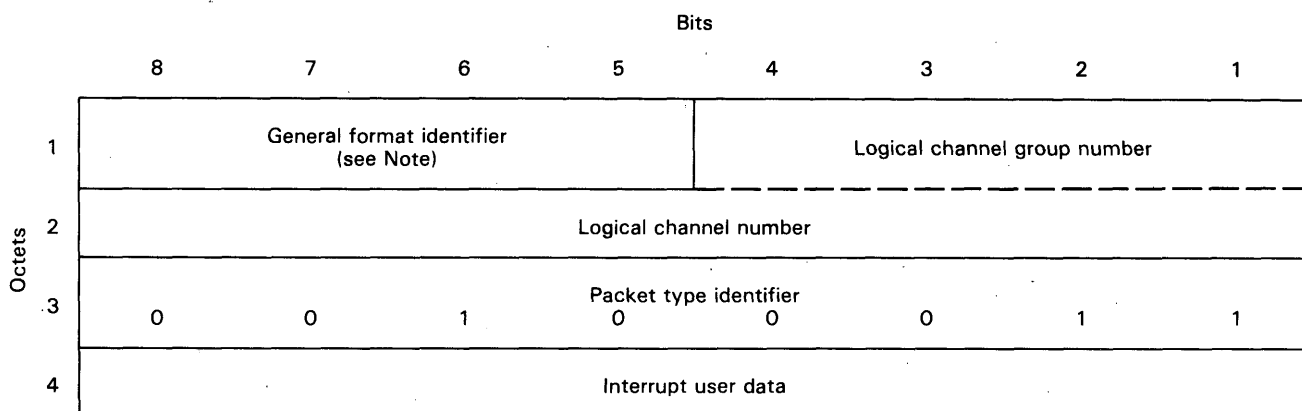 Bits
8 7 6 5 4 3 2 1
Octets
1 General format identifier Logical channel group number
(see Note)
2 Logical channel number
3 Packet type identifier
0 0 1 0 0 0 1 1
4 Interrupt user data